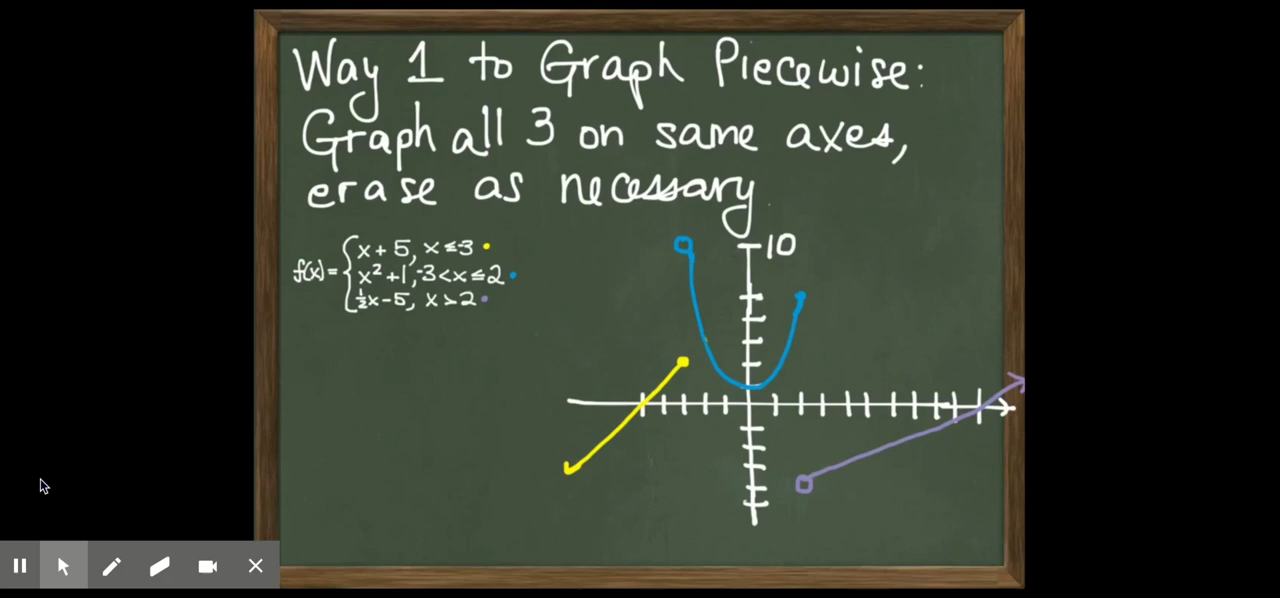 Way 1 to Graph Piecewise:
Graph all 3 on same axes,
erase as necessary
10
f(x) = { x + 5, x ≤ -3
x² + 1, -3 < x ≤ 2
½x - 5, x > 2